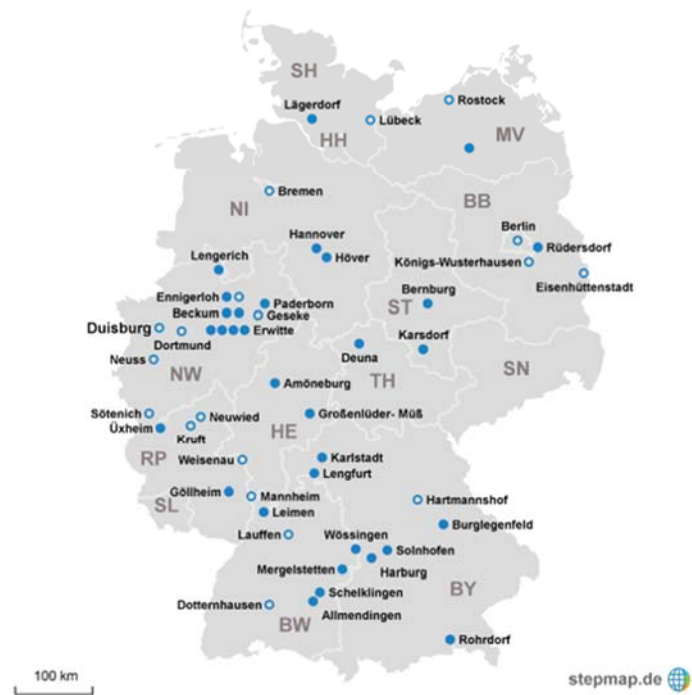 SH
Lägerdorf
Rostock
Lübeck
HH
MV
Bremen
NI
BB
Hannover
Berlin
Höver
Rüdersdorf
Lengerich
Königs-Wusterhausen
Eisenhüttenstadt
Ennigerloh
Paderborn
Bernburg
Beckum
Geseke
ST
Duisburg
Erwitte
Dortmund
Karsdorf
Deuna
Neuss
NW
TH
SN
Amöneburg
Sötenich
Neuwied
Großenlüder- Müß
Üxheim
Kruft
HE
RP
Weisenau
Karlstadt
Lengfurt
Göllheim
Mannheim
Hartmannshof
SL
Leimen
Burglegenfeld
Lauffen
Wössingen
Solnhofen
Mergelstetten
Harburg
Schelklingen
BY
Dotternhausen
Allmendingen
BW
Rohrdorf
100 km
stepmap.de